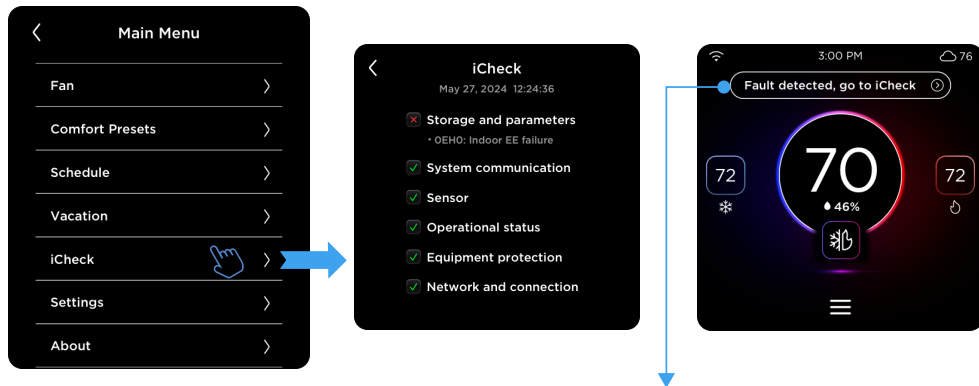 Main Menu
Fan
Comfort Presets
Schedule
Vacation
iCheck
Settings
About
iCheck
May 27, 2024 12:24:36
Storage and parameters
• 0EH0: Indoor EE failure
System communication
Sensor
Operational status
Equipment protection
Network and connection
3:00 PM
76
Fault detected, go to iCheck
72
70
72
46%